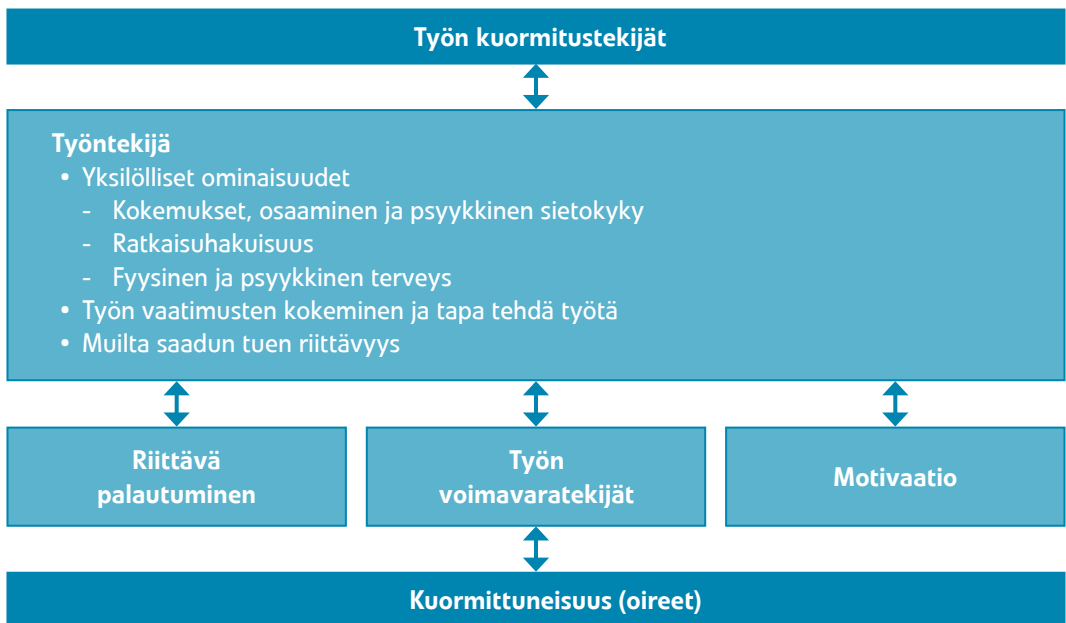 Työn kuormitustekijät
Työntekijä
• Yksilölliset ominaisuudet
- Kokemukset, osaaminen ja psyykkinen sietokyky
- Ratkaisuhakuisuus
- Fyysinen ja psyykkinen terveys
• Työn vaatimusten kokeminen ja tapa tehdä työtä
• Muilta saadun tuen riittävyys
Riittävä
palautuminen
Työn
voimavaratekijät
Motivaatio
Kuormittuneisuus (oireet)